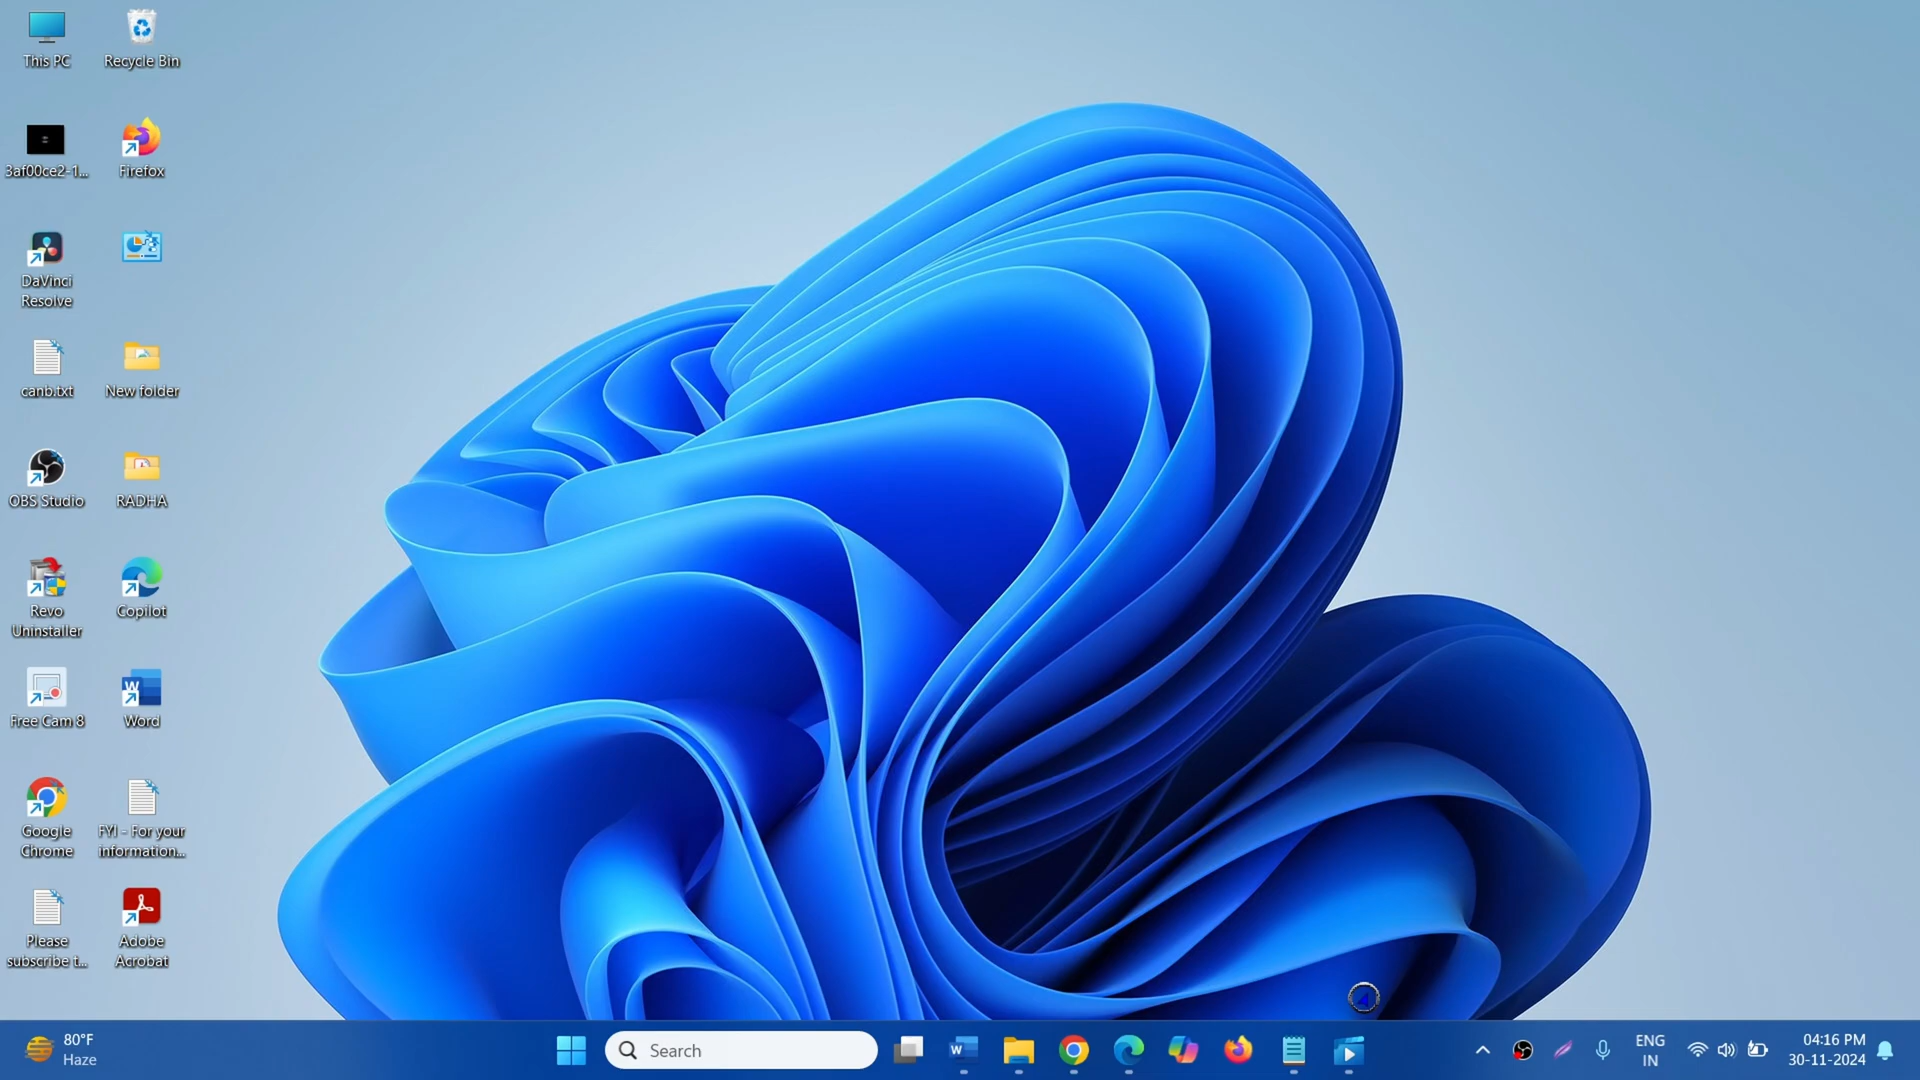 This PC
Recycle Bin
3af00ce2-1...
Firefox
DaVinci
Resolve
canb.txt
New folder
OBS Studio
RADHA
Revo
Uninstaller
Copilot
Free Cam 8
Word
Google
Chrome
FYI - For your
information...
Please
subscribe t...
Adobe
Acrobat
80°F
Haze
Search
ENG
IN
04:16 PM
30-11-2024